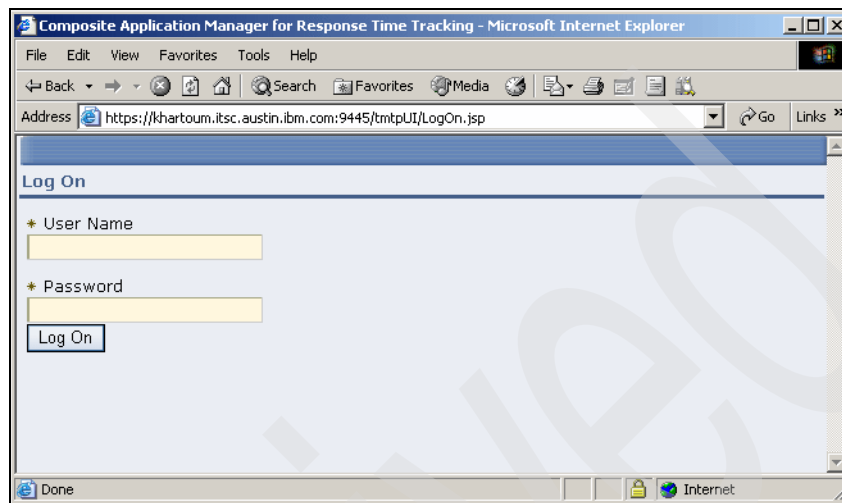 Composite Application Manager for Response Time Tracking - Microsoft Internet Explorer
File Edit View Favorites Tools Help
Back Search Favorites Media
Address https://khartoum.itsc.austin.ibm.com:9445/tmtpUI/LogOn.jsp Go Links »
Log On
* User Name
* Password
Log On
Done Internet